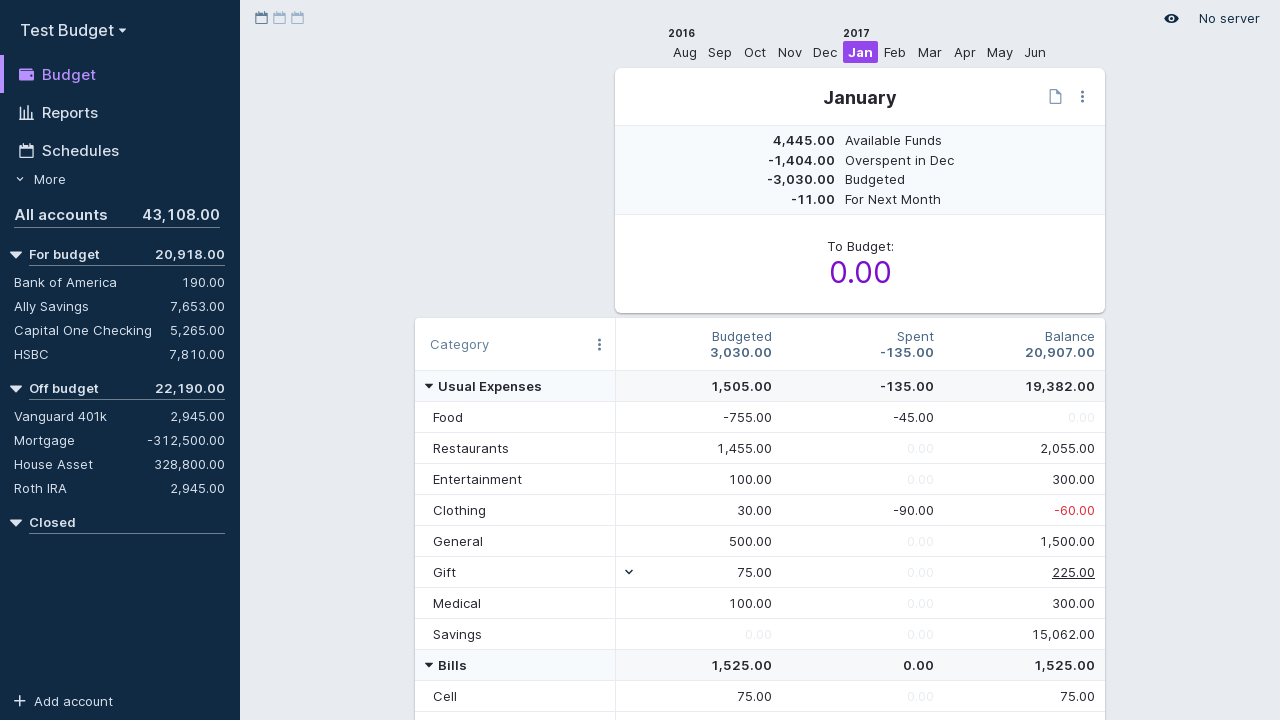 Test Budget
Budget
Reports
Schedules
More
All accounts 43,108.00
For budget 20,918.00
Bank of America 190.00
Ally Savings 7,653.00
Capital One Checking 5,265.00
HSBC 7,810.00
Off budget 22,190.00
Vanguard 401k 2,945.00
Mortgage -312,500.00
House Asset 328,800.00
Roth IRA 2,945.00
Closed
Add account
No server
2016 2017
Aug Sep Oct Nov Dec Jan Feb Mar Apr May Jun
January
4,445.00 Available Funds
-1,404.00 Overspent in Dec
-3,030.00 Budgeted
-11.00 For Next Month
To Budget:
0.00
Category Budgeted Spent Balance
3,030.00 -135.00 20,907.00
Usual Expenses 1,505.00 -135.00 19,382.00
Food -755.00 -45.00 0.00
Restaurants 1,455.00 0.00 2,055.00
Entertainment 100.00 0.00 300.00
Clothing 30.00 -90.00 -60.00
General 500.00 0.00 1,500.00
Gift 75.00 0.00 225.00
Medical 100.00 0.00 300.00
Savings 0.00 0.00 15,062.00
Bills 1,525.00 0.00 1,525.00
Cell 75.00 0.00 75.00